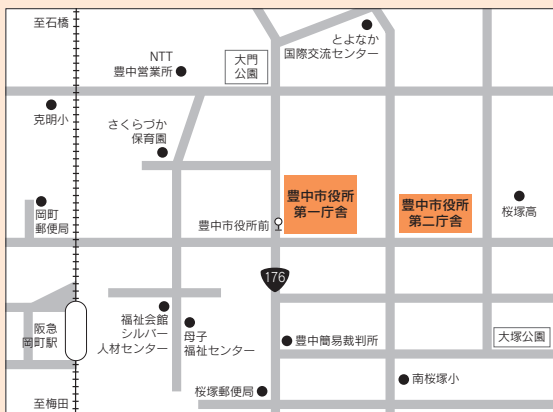 至石橋
とよなか
国際交流センター
NTT
豊中営業所
大門
公園
克明小
さくらづか
保育園
豊中市役所
第一庁舎
豊中市役所
第二庁舎
桜塚高
岡町
郵便局
豊中市役所前
176
福祉会館
シルバー
人材センター
母子
福祉センター
阪急
岡町駅
豊中簡易裁判所
大塚公園
南桜塚小
桜塚郵便局
至梅田